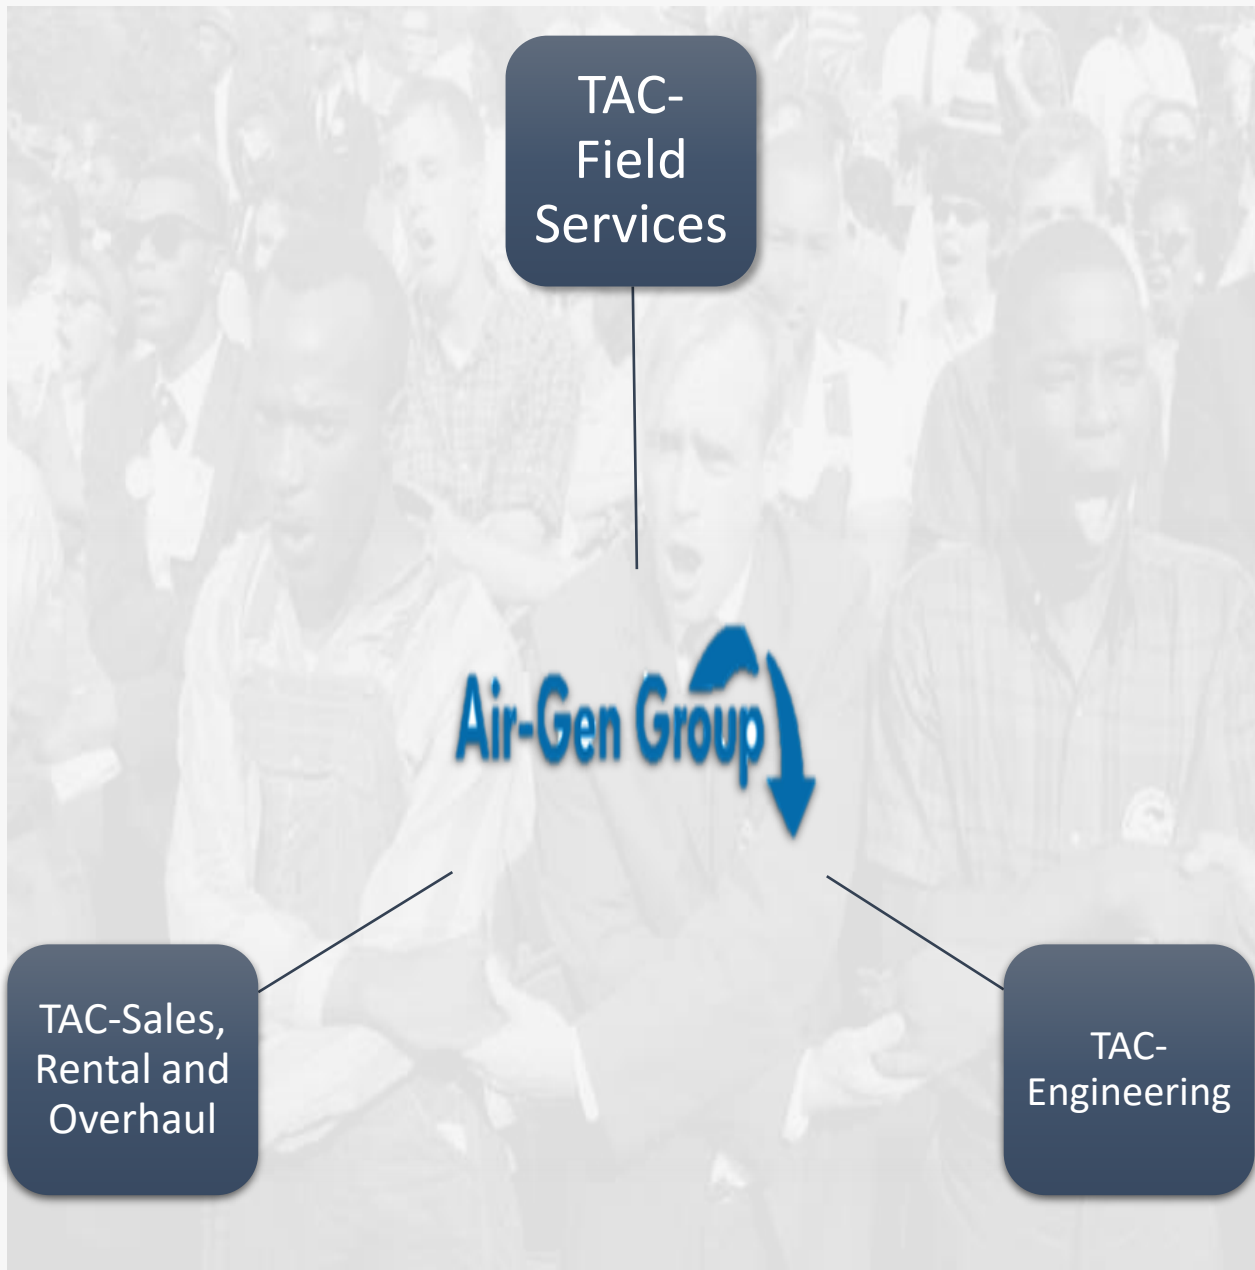 TAC-
Field
Services
Air-Gen Group
TAC-Sales,
Rental and
Overhaul
TAC-
Engineering